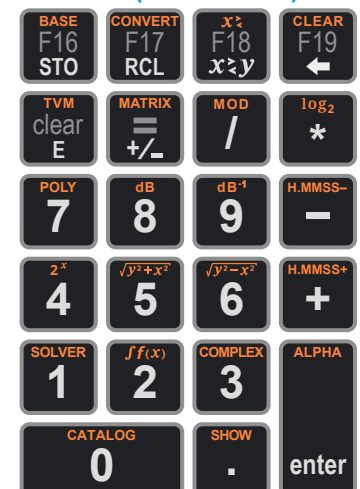 BASE CONVERT x≷ CLEAR
F16 F17 F18 F19
STO RCL x≷y ←
TVM MATRIX MOD log₂
clear = / *
E +/−
POLY dB dB⁻¹ H.MMSS−
7 8 9 −
2ˣ √y²+x² √y²−x² H.MMSS+
4 5 6 +
SOLVER ∫f(x) COMPLEX ALPHA
1 2 3
CATALOG SHOW
0 . enter